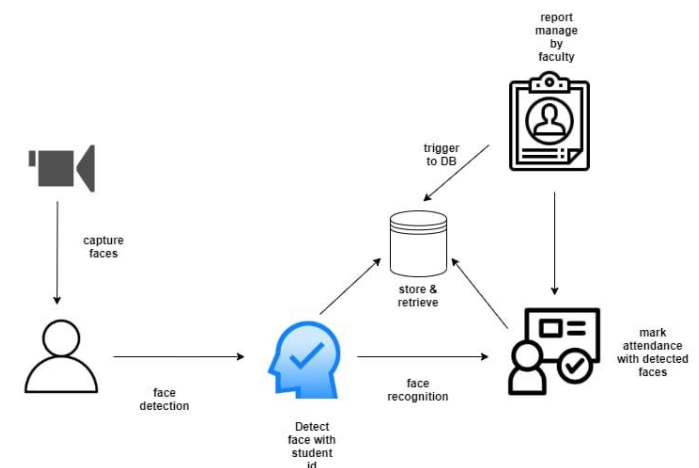 report
manage
by
faculty
trigger
to DB
capture
faces
store &
retrieve
mark
attendance
with detected
faces
face
detection
face
recognition
Detect
face with
student
id